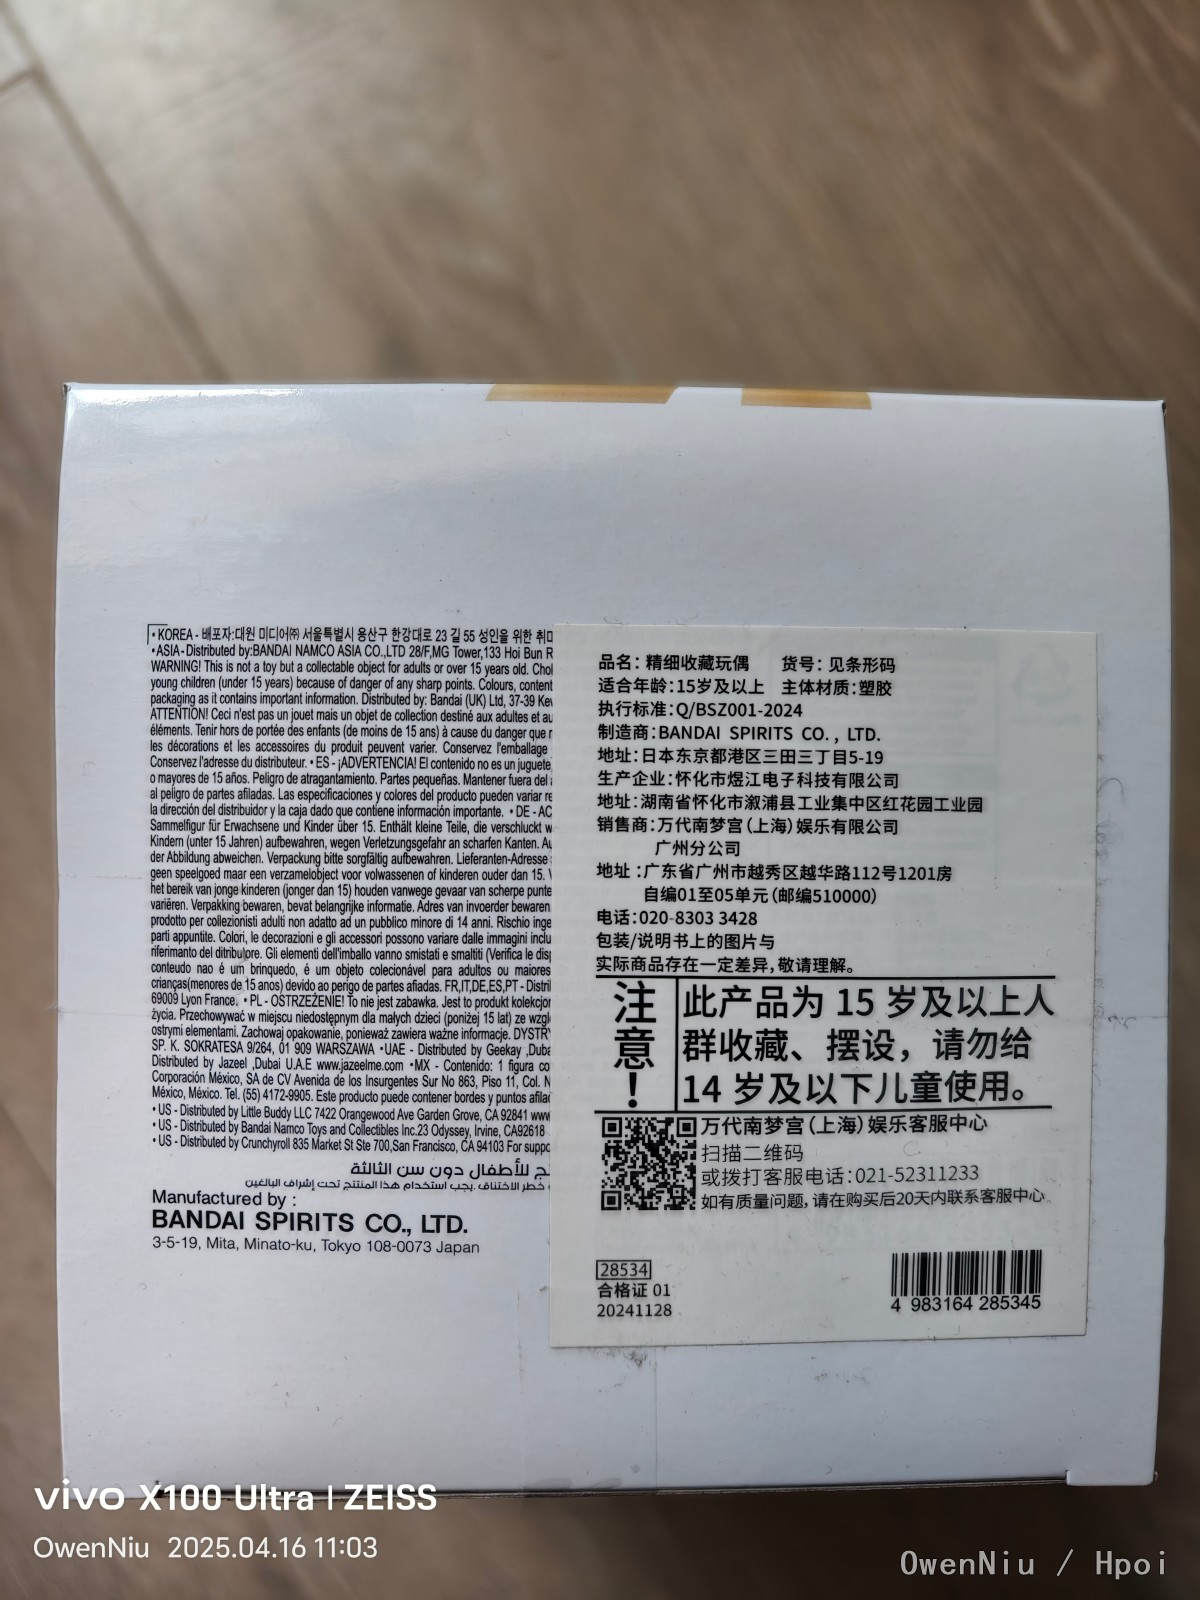 • KOREA - 배포자:대원 미디어㈜ 서울특별시 용산구 한강대로 23 길 55 성인을 위한 취미
• ASIA - Distributed by:BANDAI NAMCO ASIA CO.,LTD 28/F,MG Tower,133 Hoi Bun R
WARNING! This is not a toy but a collectable object for adults or over 15 years old. Chol
young children (under 15 years) because of danger of any sharp points. Colours, content
packaging as it contains important information. Distributed by: Bandai (UK) Ltd, 37-39 Kew
ATTENTION! Ceci n'est pas un jouet mais un objet de collection destiné aux adultes et au
éléments. Tenir hors de portée des enfants (de moins de 15 ans) à cause du danger que r
les décorations et les accessoires du produit peuvent varier. Conservez l'emballage
Conservez l'adresse du distributeur. • ES - ¡ADVERTENCIA! El contenido no es un juguete,
o mayores de 15 años. Peligro de atragantamiento. Partes pequeñas. Mantener fuera del
al peligro de partes afiladas. Las especificaciones y colores del producto pueden variar re
la dirección del distribuidor y la caja dado que contiene información importante. • DE - AC
Sammelfigur für Erwachsene und Kinder über 15. Enthält kleine Teile, die verschluckt w
Kindern (unter 15 Jahren) aufbewahren, wegen Verletzungsgefahr an scharfen Kanten. Au
der Abbildung abweichen. Verpackung bitte sorgfältig aufbewahren. Lieferanten-Adresse
geen speelgoed maar een verzamelobject voor volwassenen of kinderen ouder dan 15. V
het bereik van jonge kinderen (jonger dan 15) houden vanwege gevaar van scherpe punte
variëren. Verpakking bewaren, bevat belangrijke informatie. Adres van invoerder bewaren
prodotto per collezionisti adulti non adatto ad un pubblico minore di 14 anni. Rischio inge
parti appuntite. Colori, le decorazioni e gli accessori possono variare dalle immagini inclu
riferimanto del ditribulore. Gli elementi dell'imballo vanno smistati e smaltiti (Verifica le disp
conteudo nao é um brinquedo, é um objeto colecionável para adultos ou maiores
crianças(menores de 15 anos) devido ao perigo de partes afiadas. FR,IT,DE,ES,PT - Distril
69009 Lyon France. • PL - OSTRZEŻENIE! To nie jest zabawka. Jest to produkt kolekcjor
życia. Przechowywać w miejscu niedostępnym dla małych dzieci (poniżej 15 lat) ze wzglę
ostrymi elementami. Zachowaj opakowanie, ponieważ zawiera ważne informacje. DYSTRY
SP. K. SOKRATESA 9/264, 01 909 WARSZAWA •UAE - Distributed by Geekay ,Duba
Distributed by Jazeel ,Dubai U.A.E www.jazeelme.com •MX - Contenido: 1 figura co
Corporación México, SA de CV Avenida de los Insurgentes Sur No 863, Piso 11, Col. N
México, México. Tel. (55) 4172-9905. Este producto puede contener bordes y puntos afilad
• US - Distributed by Little Buddy LLC 7422 Orangewood Ave Garden Grove, CA 92841 www
• US - Distributed by Bandai Namco Toys and Collectibles Inc.23 Odyssey, Irvine, CA92618
• US - Distributed by Crunchyroll 835 Market St Ste 700,San Francisco, CA 94103 For suppo
تج للأطفال دون سن الثالثة
خطر الاختناق .يجب استخدام هذا المنتج تحت إشراف البالغين
Manufactured by :
BANDAI SPIRITS CO., LTD.
3-5-19, Mita, Minato-ku, Tokyo 108-0073 Japan
品名: 精细收藏玩偶 货号: 见条形码
适合年龄:15岁及以上 主体材质:塑胶
执行标准:Q/BSZ001-2024
制造商:BANDAI SPIRITS CO. , LTD.
地址:日本东京都港区三田三丁目5-19
生产企业:怀化市煜江电子科技有限公司
地址:湖南省怀化市溆浦县工业集中区红花园工业园
销售商:万代南梦宫(上海)娱乐有限公司
广州分公司
地址 :广东省广州市越秀区越华路112号1201房
自编01至05单元(邮编510000)
电话:020-8303 3428
包装/说明书上的图片与
实际商品存在一定差异,敬请理解。
注意!
此产品为 15 岁及以上人
群收藏、摆设，请勿给
14 岁及以下儿童使用。
万代南梦宫(上海)娱乐客服中心
扫描二维码
或拨打客服电话:021-52311233
如有质量问题,请在购买后20天内联系客服中心
28534
合格证 01
20241128
4 983164 285345
vivo X100 Ultra | ZEISS
OwenNiu 2025.04.16 11:03
OwenNiu / Hpoi